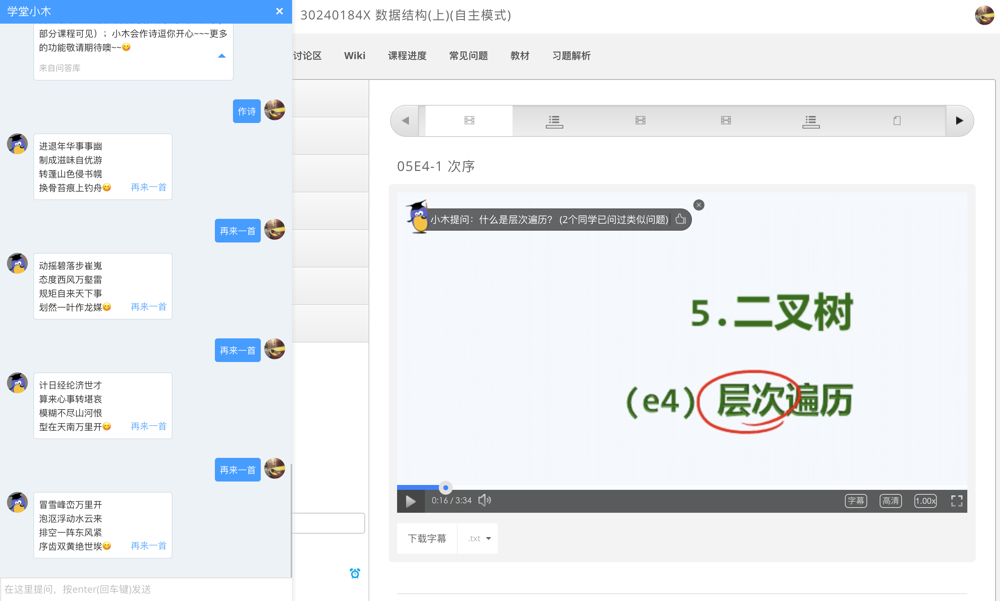 学堂小木
部分课程可见）；小木会作诗逗你开心~~~更多
的功能敬请期待噢~~
来自问答库
作诗
进退年华事事幽
制成滋味自优游
转蓬山色侵书幌
换骨苔痕上钓舟
再来一首
再来一首
动摇碧落步崔嵬
态度西风万壑雷
规矩自来天下事
划然一叶作龙媒
再来一首
再来一首
计日经纶济世才
算来心事转堪哀
模糊不尽山河恨
型在天南万里开
再来一首
再来一首
冒雪峰峦万里开
泡沤浮动水云来
排空一阵东风紧
序齿双黄绝世埃
再来一首
在这里提问，按enter(回车键)发送
30240184X 数据结构(上)(自主模式)
讨论区 Wiki 课程进度 常见问题 教材 习题解析
05E4-1 次序
小木提问：什么是层次遍历？ (2个同学已问过类似问题)
5.二叉树
(e4)层次遍历
0:16 / 3:34
字幕 高清 1.00x
下载字幕 .txt